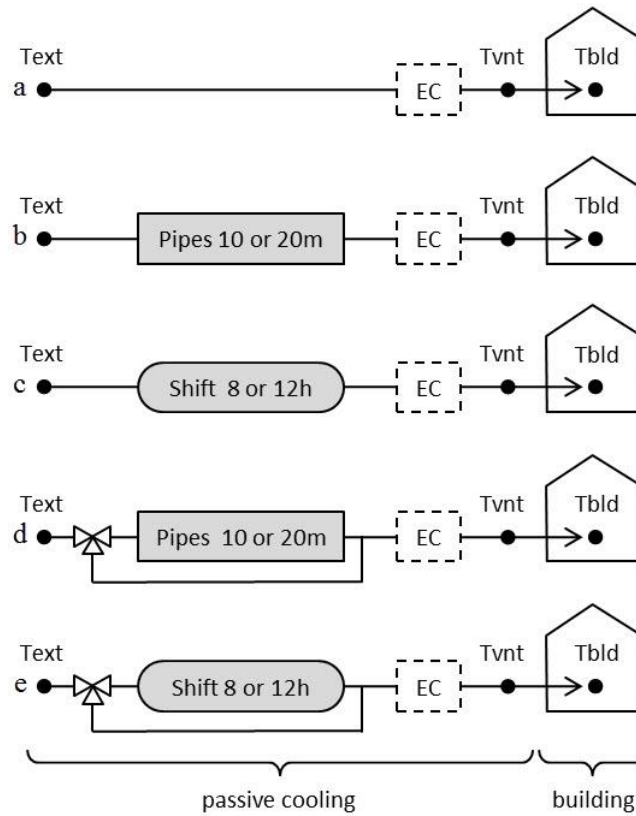 Text Tvnt Tbld
a EC
Text Tvnt Tbld
b Pipes 10 or 20m EC
Text Tvnt Tbld
c Shift 8 or 12h EC
Text Tvnt Tbld
d Pipes 10 or 20m EC
Text Tvnt Tbld
e Shift 8 or 12h EC
passive cooling building